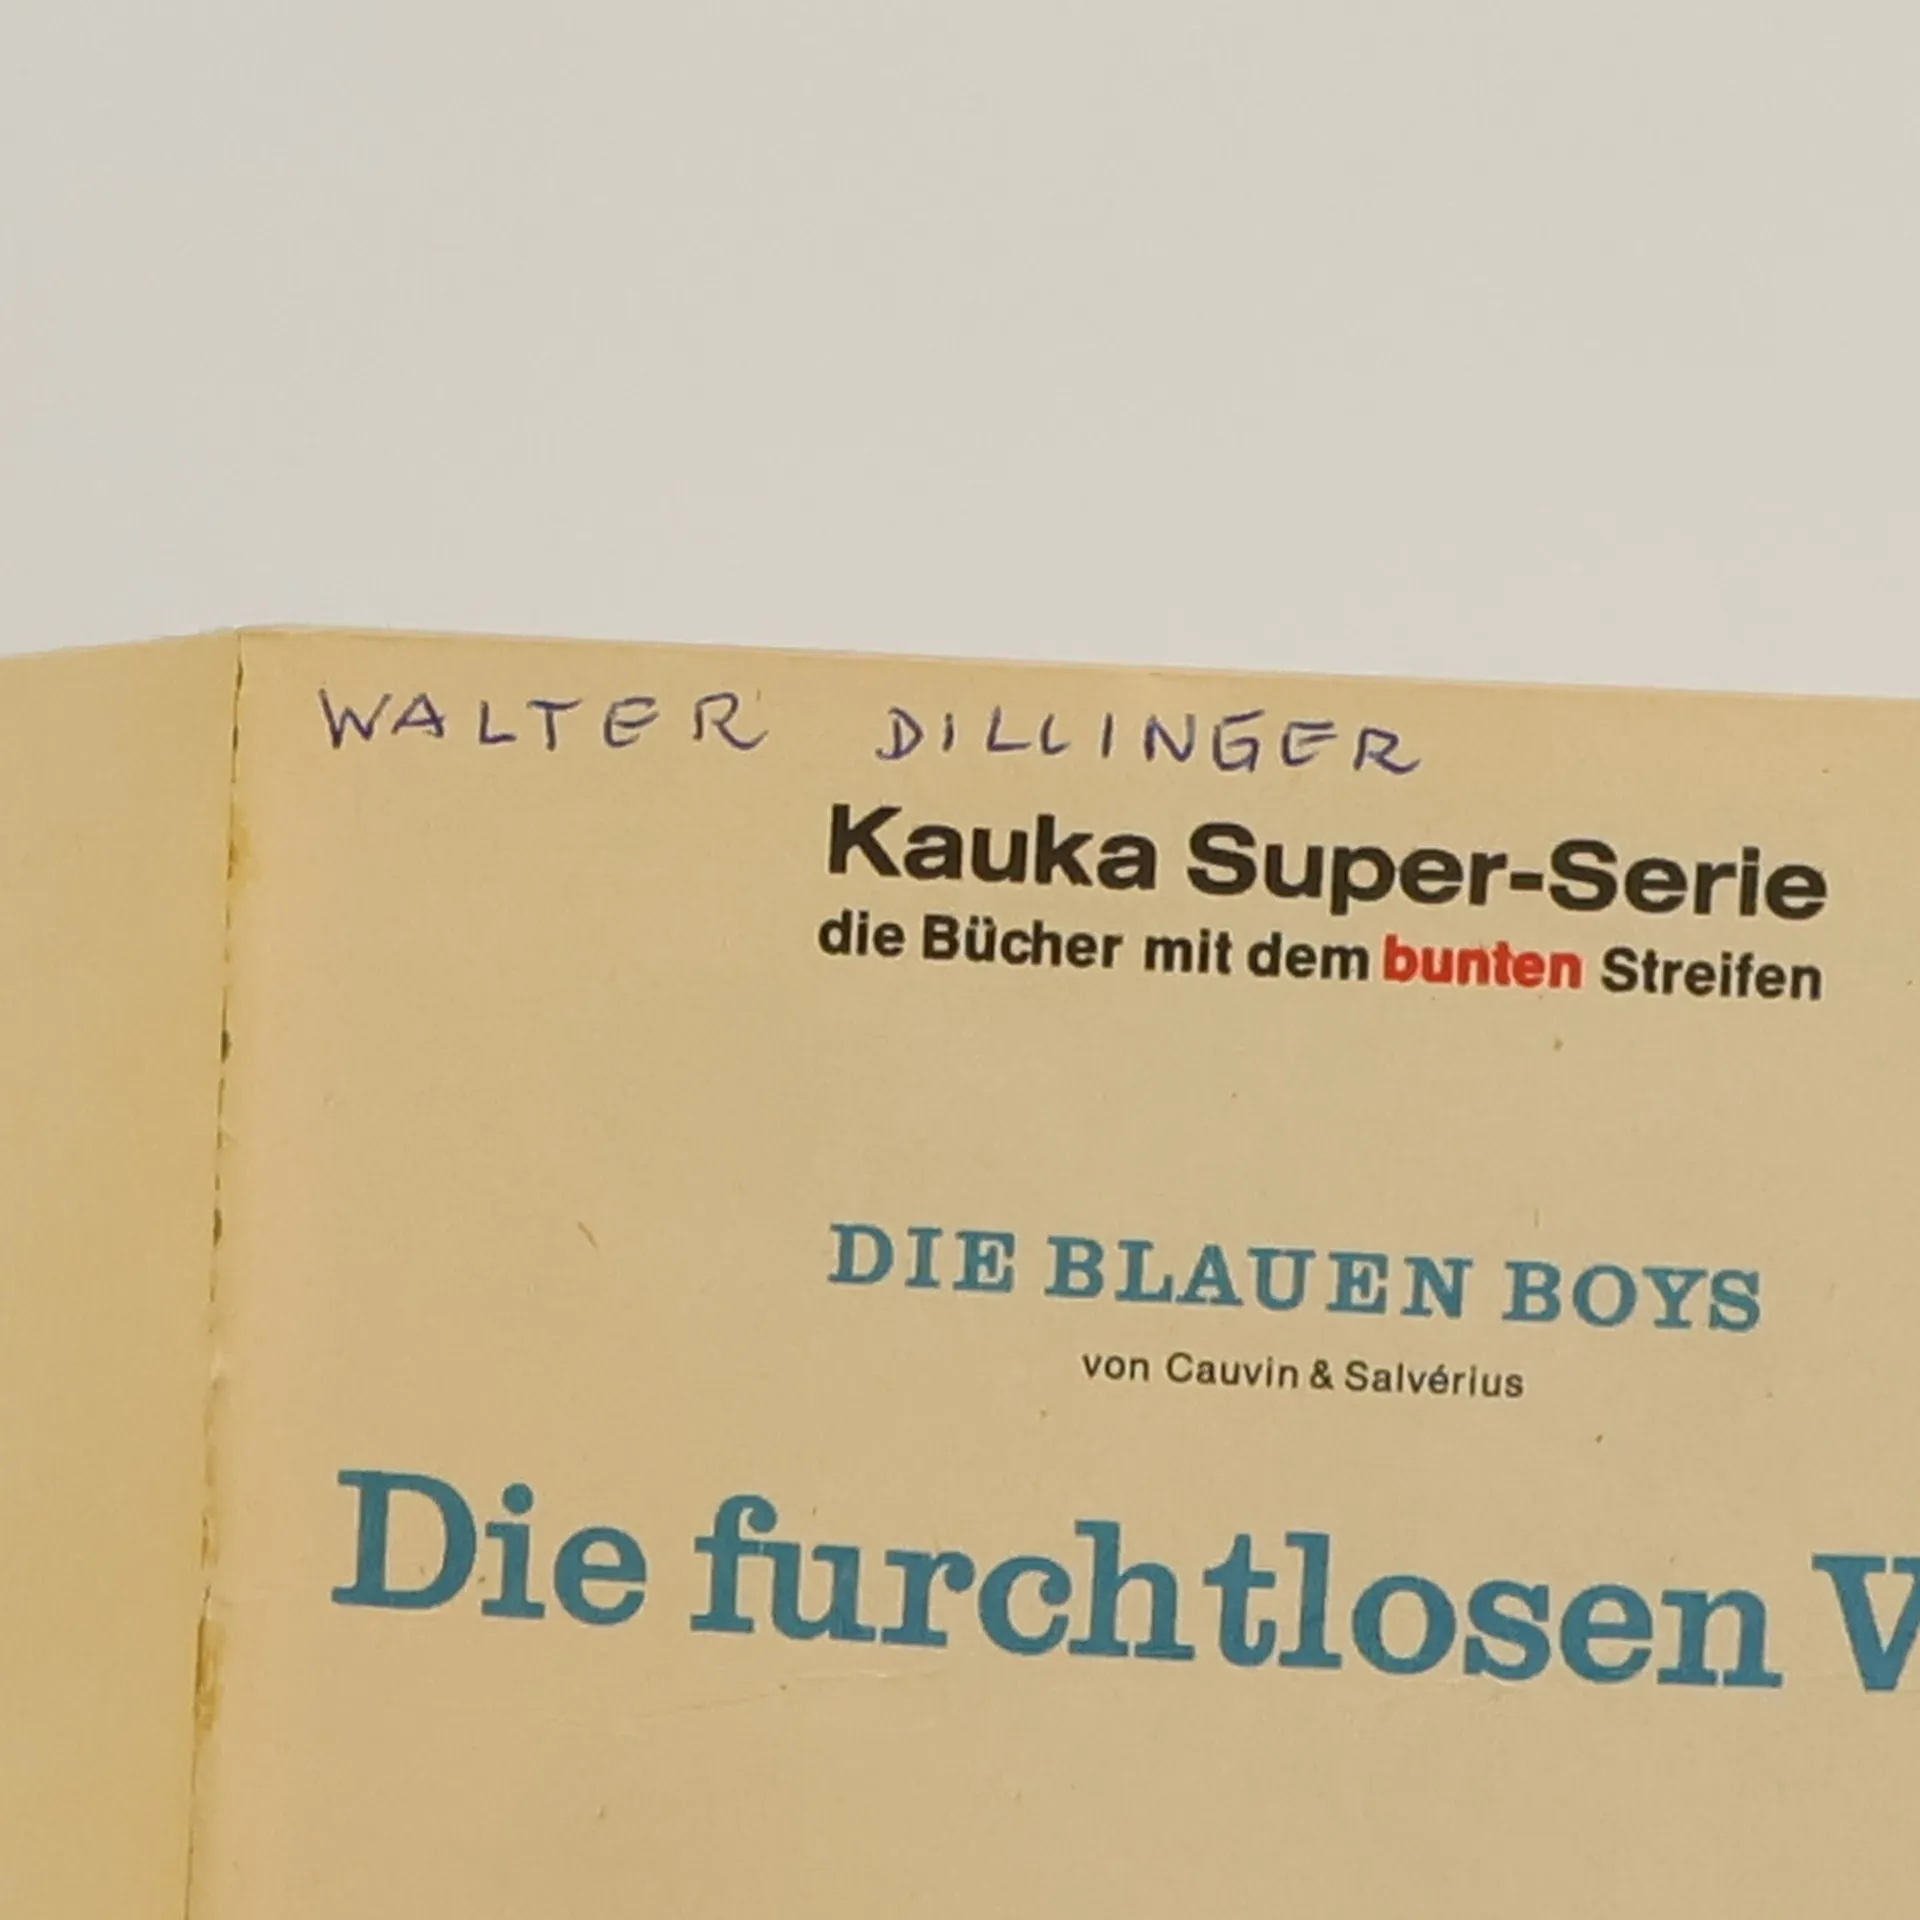 WALTER DILLINGER
Kauka Super-Serie
die Bücher mit dem bunten Streifen
DIE BLAUEN BOYS
von Cauvin & Salvérius
Die furchtlosen V